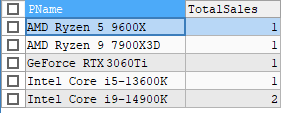 PName TotalSales
AMD Ryzen 5 9600X 1
AMD Ryzen 9 7900X3D 1
GeForce RTX 3060Ti 1
Intel Core i5-13600K 1
Intel Core i9-14900K 2